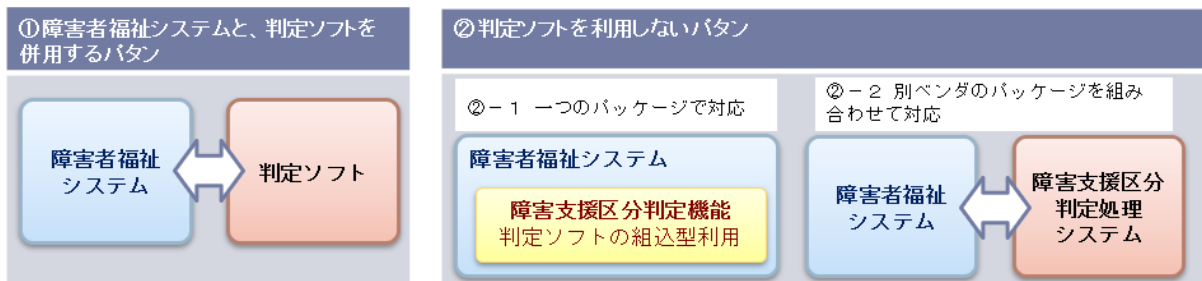 ①障害者福祉システムと、判定ソフトを
併用するパタン
障害者福祉
システム
判定ソフト
②判定ソフトを利用しないパタン
②－１ 一つのパッケージで対応
障害者福祉システム
障害支援区分判定機能
判定ソフトの組込型利用
②－２ 別ベンダのパッケージを組み
合わせて対応
障害者福祉
システム
障害支援区分
判定処理
システム